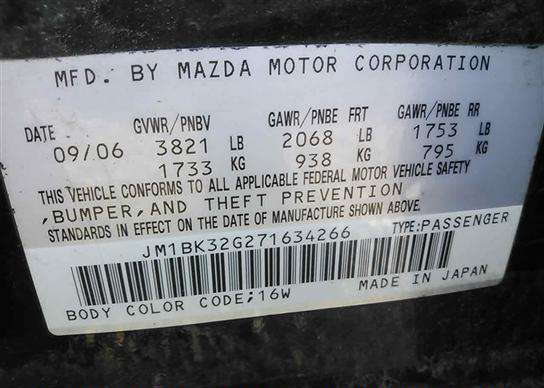 MFD. BY MAZDA MOTOR CORPORATION
DATE GVWR/PNBV GAWR/PNBE FRT GAWR/PNBE RR
09/06 3821 LB 2068 LB 1753 LB
1733 KG 938 KG 795 KG
THIS VEHICLE CONFORMS TO ALL APPLICABLE FEDERAL MOTOR VEHICLE SAFETY
,BUMPER,AND THEFT PREVENTION
STANDARDS IN EFFECT ON THE DATE OF MANUFACTURE SHOWN ABOVE.
JM1BK32G271634266 TYPE:PASSENGER
BODY COLOR CODE;16W MADE IN JAPAN